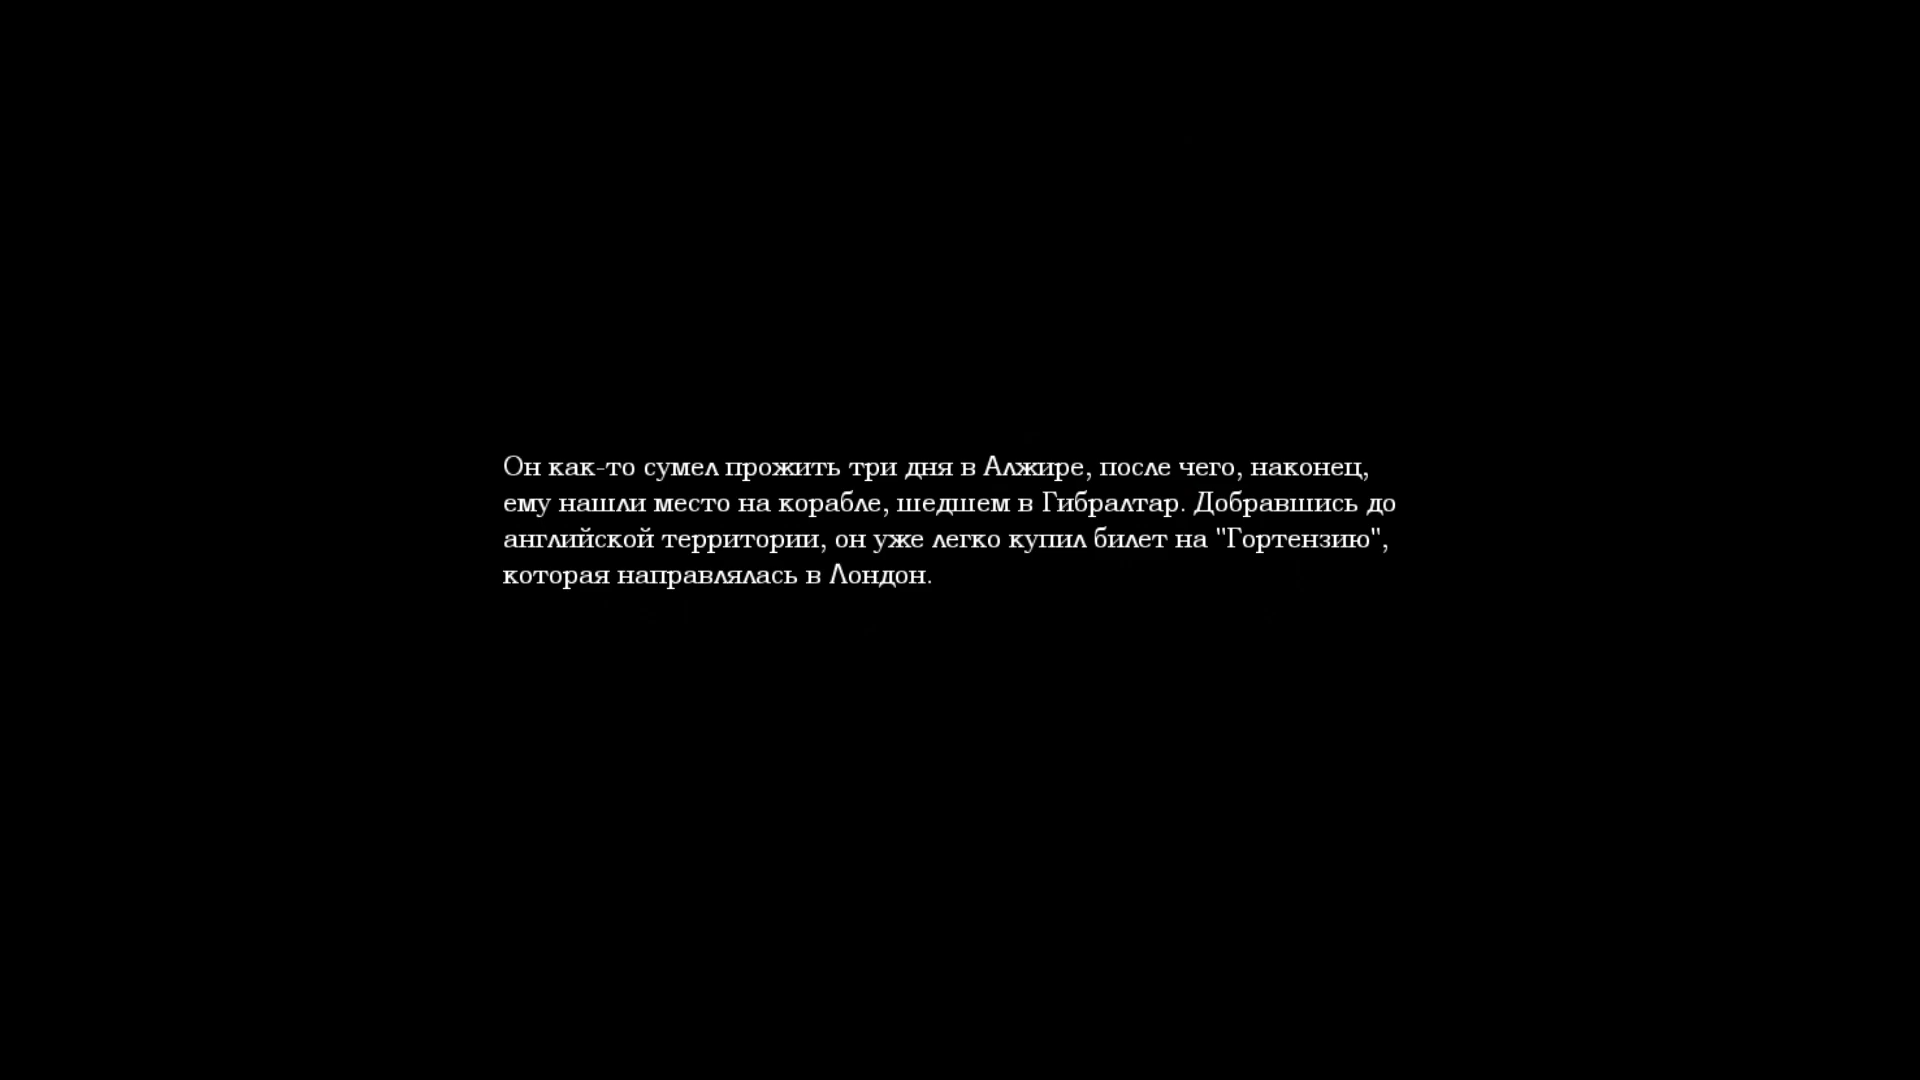 Он как-то сумел прожить три дня в Алжире, после чего, наконец,
ему нашли место на корабле, шедшем в Гибралтар. Добравшись до
английской территории, он уже легко купил билет на "Гортензию",
которая направлялась в Лондон.